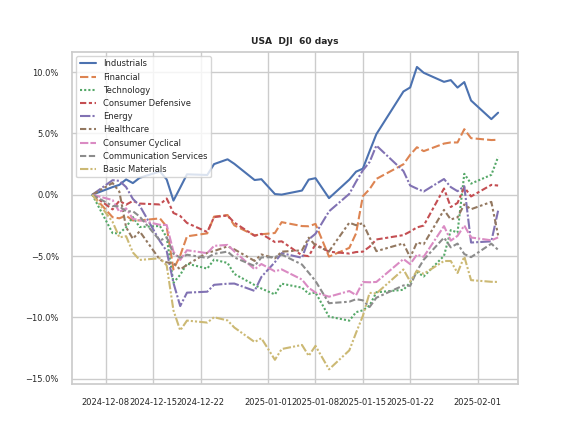 USA DJI 60 days
Industrials
Financial
Technology
Consumer Defensive
Energy
Healthcare
Consumer Cyclical
Communication Services
Basic Materials
10.0%
5.0%
0.0%
−5.0%
−10.0%
−15.0%
2024-12-08 2024-12-15 2024-12-22 2025-01-01 2025-01-08 2025-01-15 2025-01-22 2025-02-01